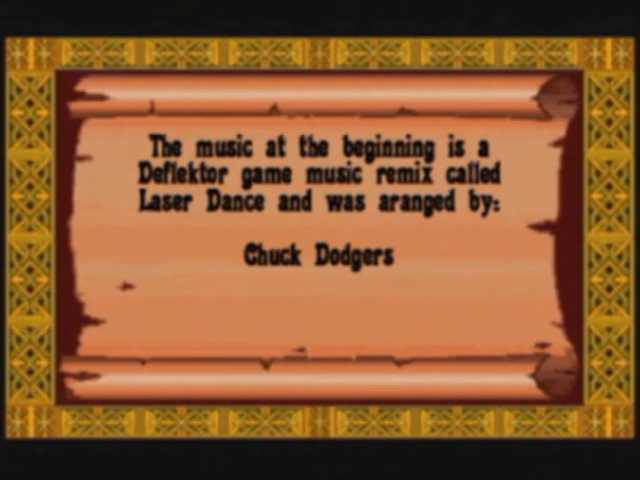 The music at the beginning is a
Deflektor game music remix called
Laser Dance and was aranged by:
Chuck Dodgers